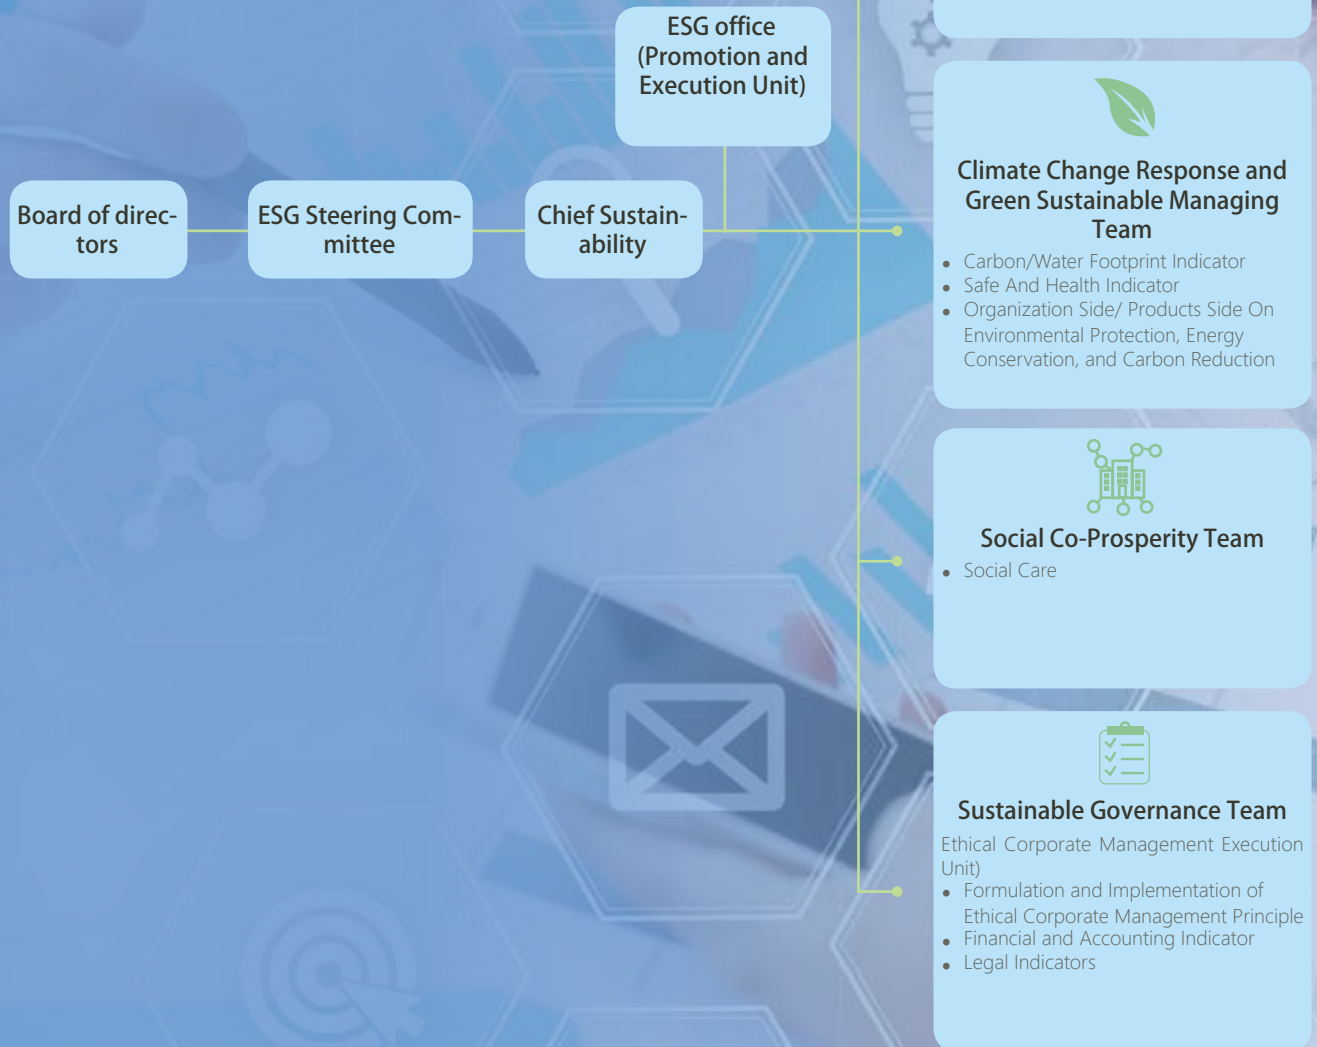 ESG office
(Promotion and
Execution Unit)
Board of direc-
tors
ESG Steering Com-
mittee
Chief Sustain-
ability
Climate Change Response and
Green Sustainable Managing
Team
• Carbon/Water Footprint Indicator
• Safe And Health Indicator
• Organization Side/ Products Side On
Environmental Protection, Energy
Conservation, and Carbon Reduction
Social Co-Prosperity Team
• Social Care
Sustainable Governance Team
Ethical Corporate Management Execution
Unit)
• Formulation and Implementation of
Ethical Corporate Management Principle
• Financial and Accounting Indicator
• Legal Indicators